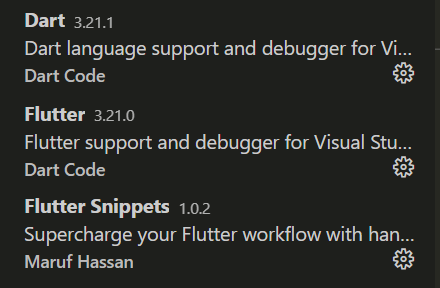 Dart 3.21.1
Dart language support and debugger for Vi...
Dart Code
Flutter 3.21.0
Flutter support and debugger for Visual Stu...
Dart Code
Flutter Snippets 1.0.2
Supercharge your Flutter workflow with han...
Maruf Hassan